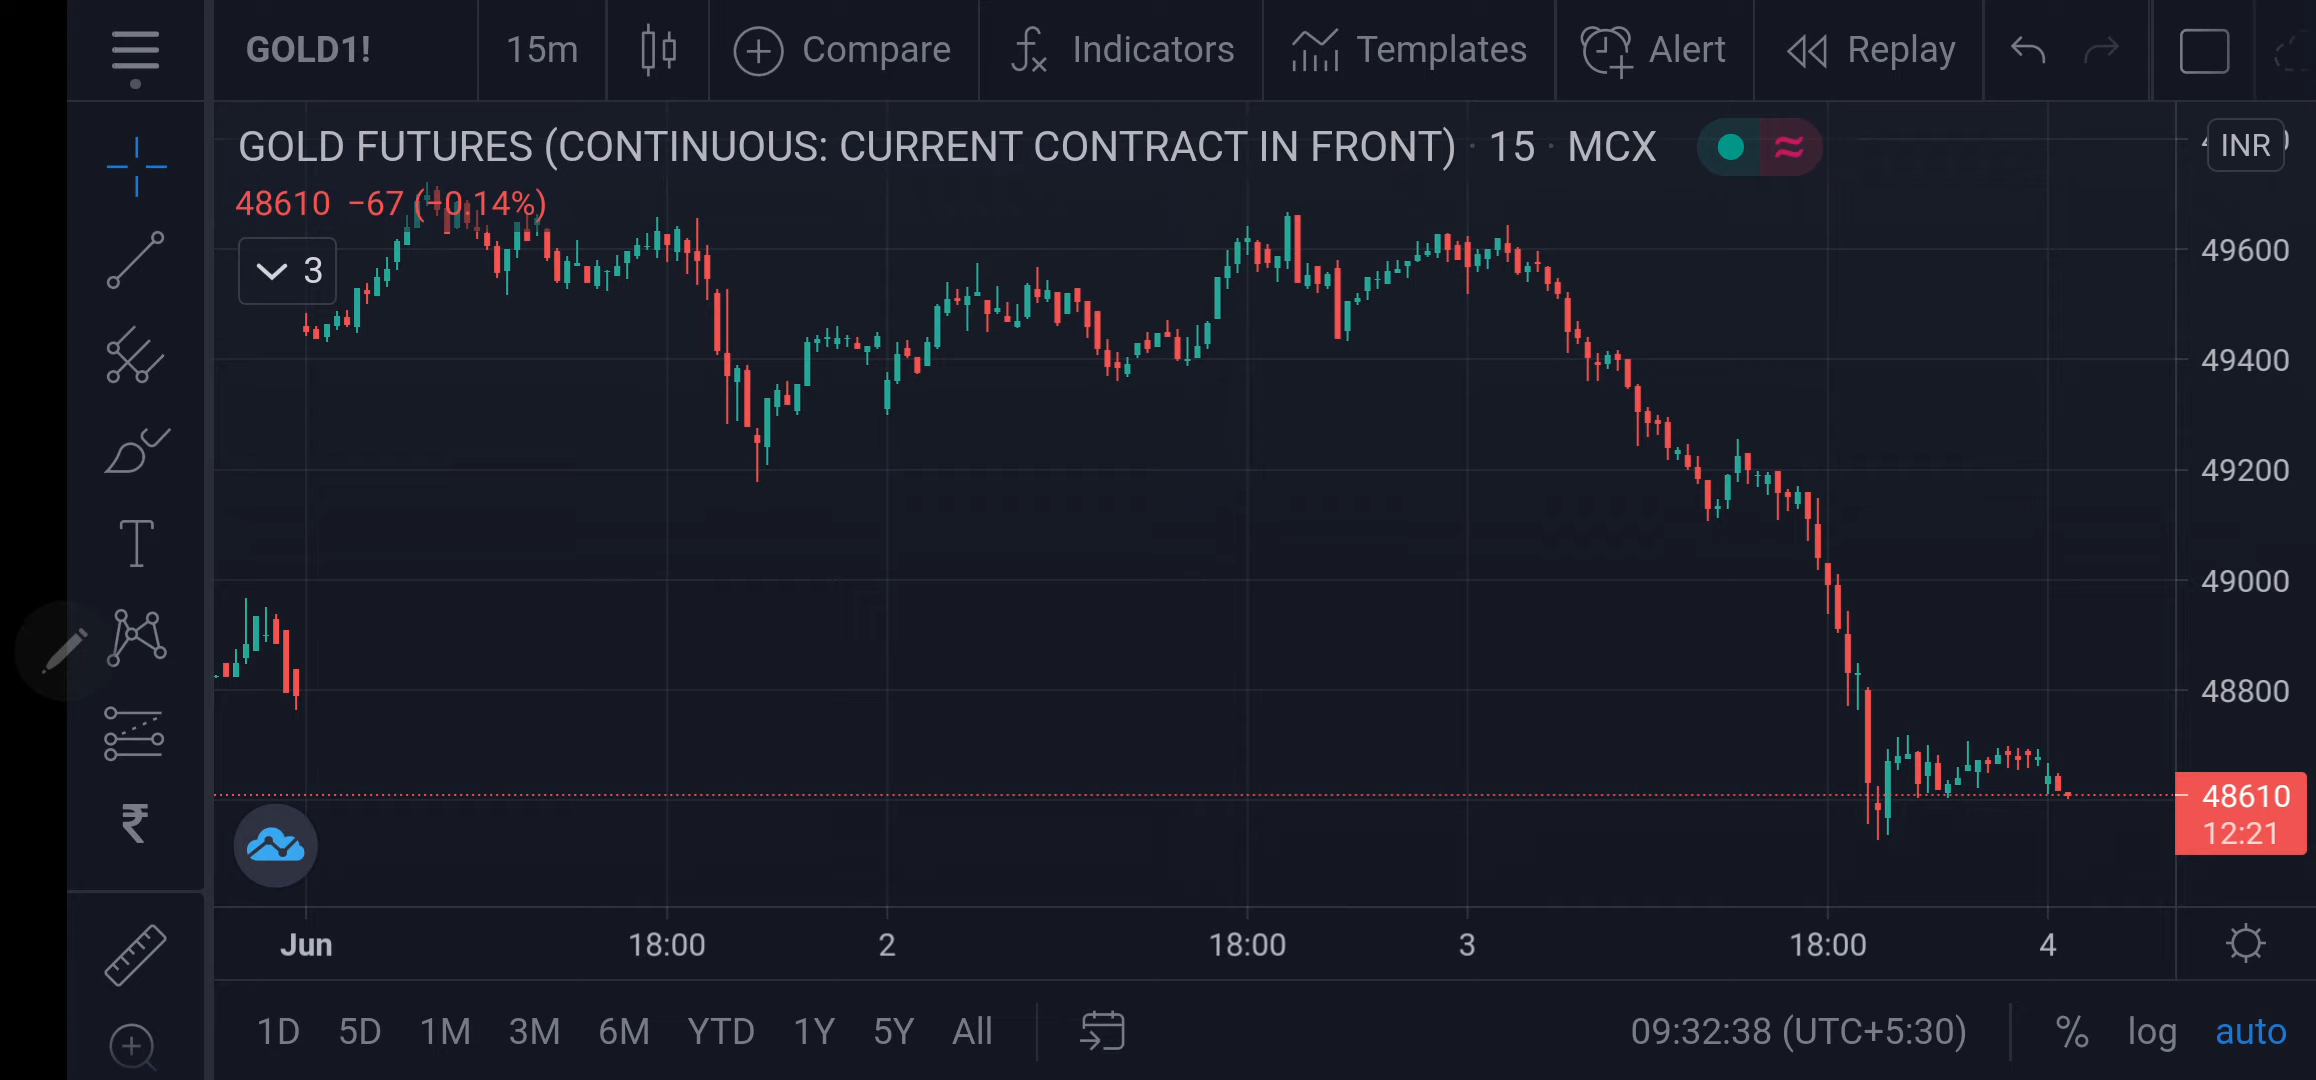 GOLD1! 15m Compare Indicators Templates Alert Replay
GOLD FUTURES (CONTINUOUS: CURRENT CONTRACT IN FRONT) · 15 · MCX
INR
48610 −67 (−0.14%)
3
49600
49400
49200
49000
48800
48610
12:21
Jun 18:00 2 18:00 3 18:00 4
1D 5D 1M 3M 6M YTD 1Y 5Y All 09:32:38 (UTC+5:30) % log auto